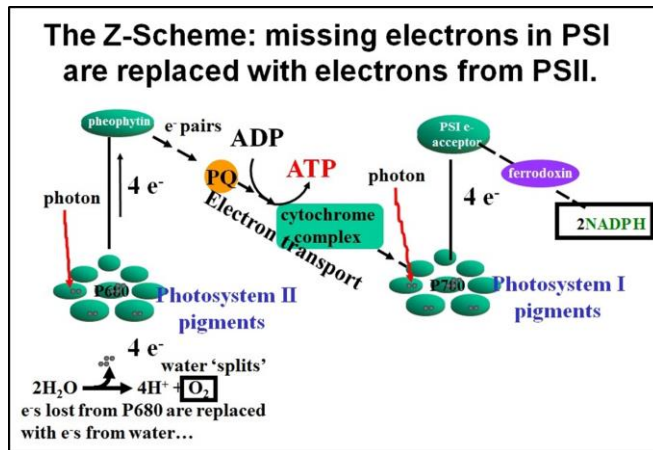 The Z-Scheme: missing electrons in PSI
are replaced with electrons from PSII.
pheophytin
e- pairs
ADP
ATP
PQ
Electron transport
cytochrome
complex
photon
4 e-
P680
Photosystem II
pigments
PSI e-
acceptor
ferrodoxin
2NADPH
photon
4 e-
P700
Photosystem I
pigments
4 e-
water ‘splits’
2H₂O 4H⁺ + O₂
e-s lost from P680 are replaced
with e-s from water…